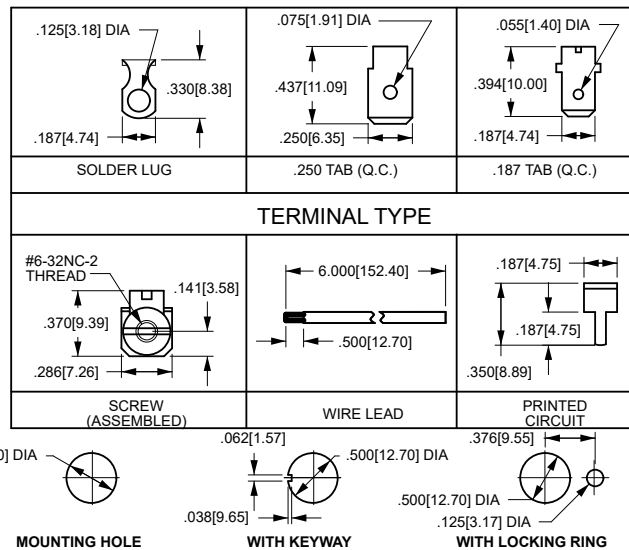 .125[3.18] DIA
.330[8.38]
.187[4.74]
SOLDER LUG
.075[1.91] DIA
.437[11.09]
.250[6.35]
.250 TAB (Q.C.)
.055[1.40] DIA
.394[10.00]
.187[4.74]
.187 TAB (Q.C.)
TERMINAL TYPE
#6-32NC-2
THREAD
.141[3.58]
.370[9.39]
.286[7.26]
SCREW
(ASSEMBLED)
6.000[152.40]
.500[12.70]
WIRE LEAD
.187[4.75]
.187[4.75]
.350[8.89]
PRINTED
CIRCUIT
0] DIA
MOUNTING HOLE
.062[1.57]
.500[12.70] DIA
.038[9.65]
WITH KEYWAY
.376[9.55]
.500[12.70] DIA
.125[3.17] DIA
WITH LOCKING RING